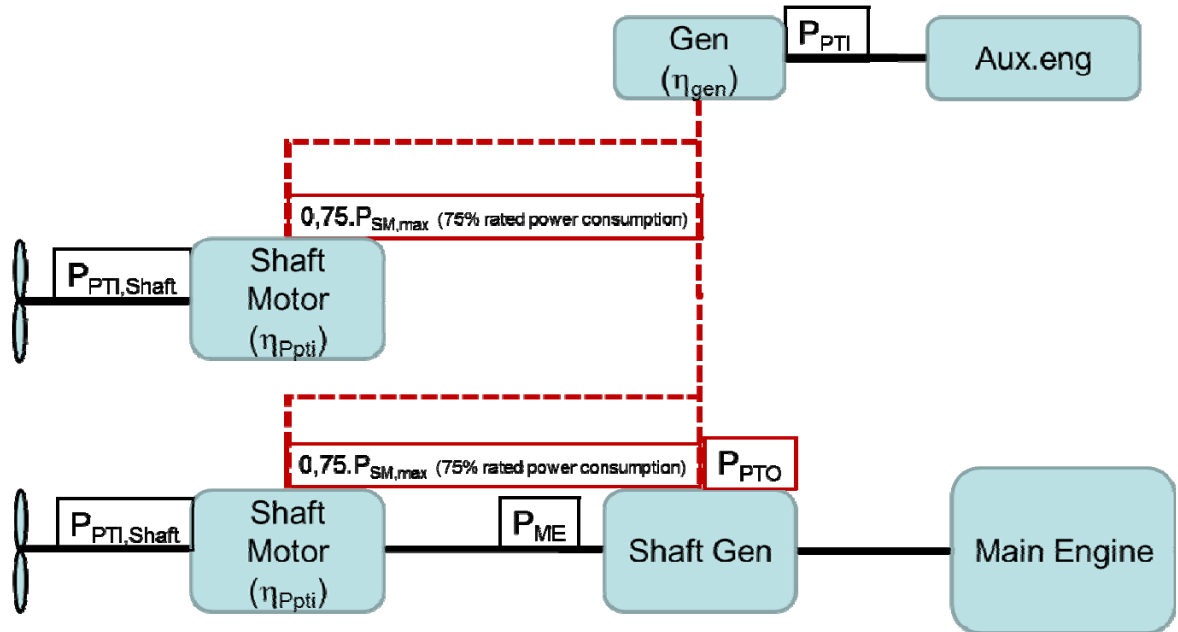 Gen
(ηgen)
PPTI
Aux.eng
0,75.PSM,max (75% rated power consumption)
PPTI,Shaft
Shaft
Motor
(ηPpti)
0,75.PSM,max (75% rated power consumption)
PPTO
PPTI,Shaft
Shaft
Motor
(ηPpti)
PME
Shaft Gen
Main Engine